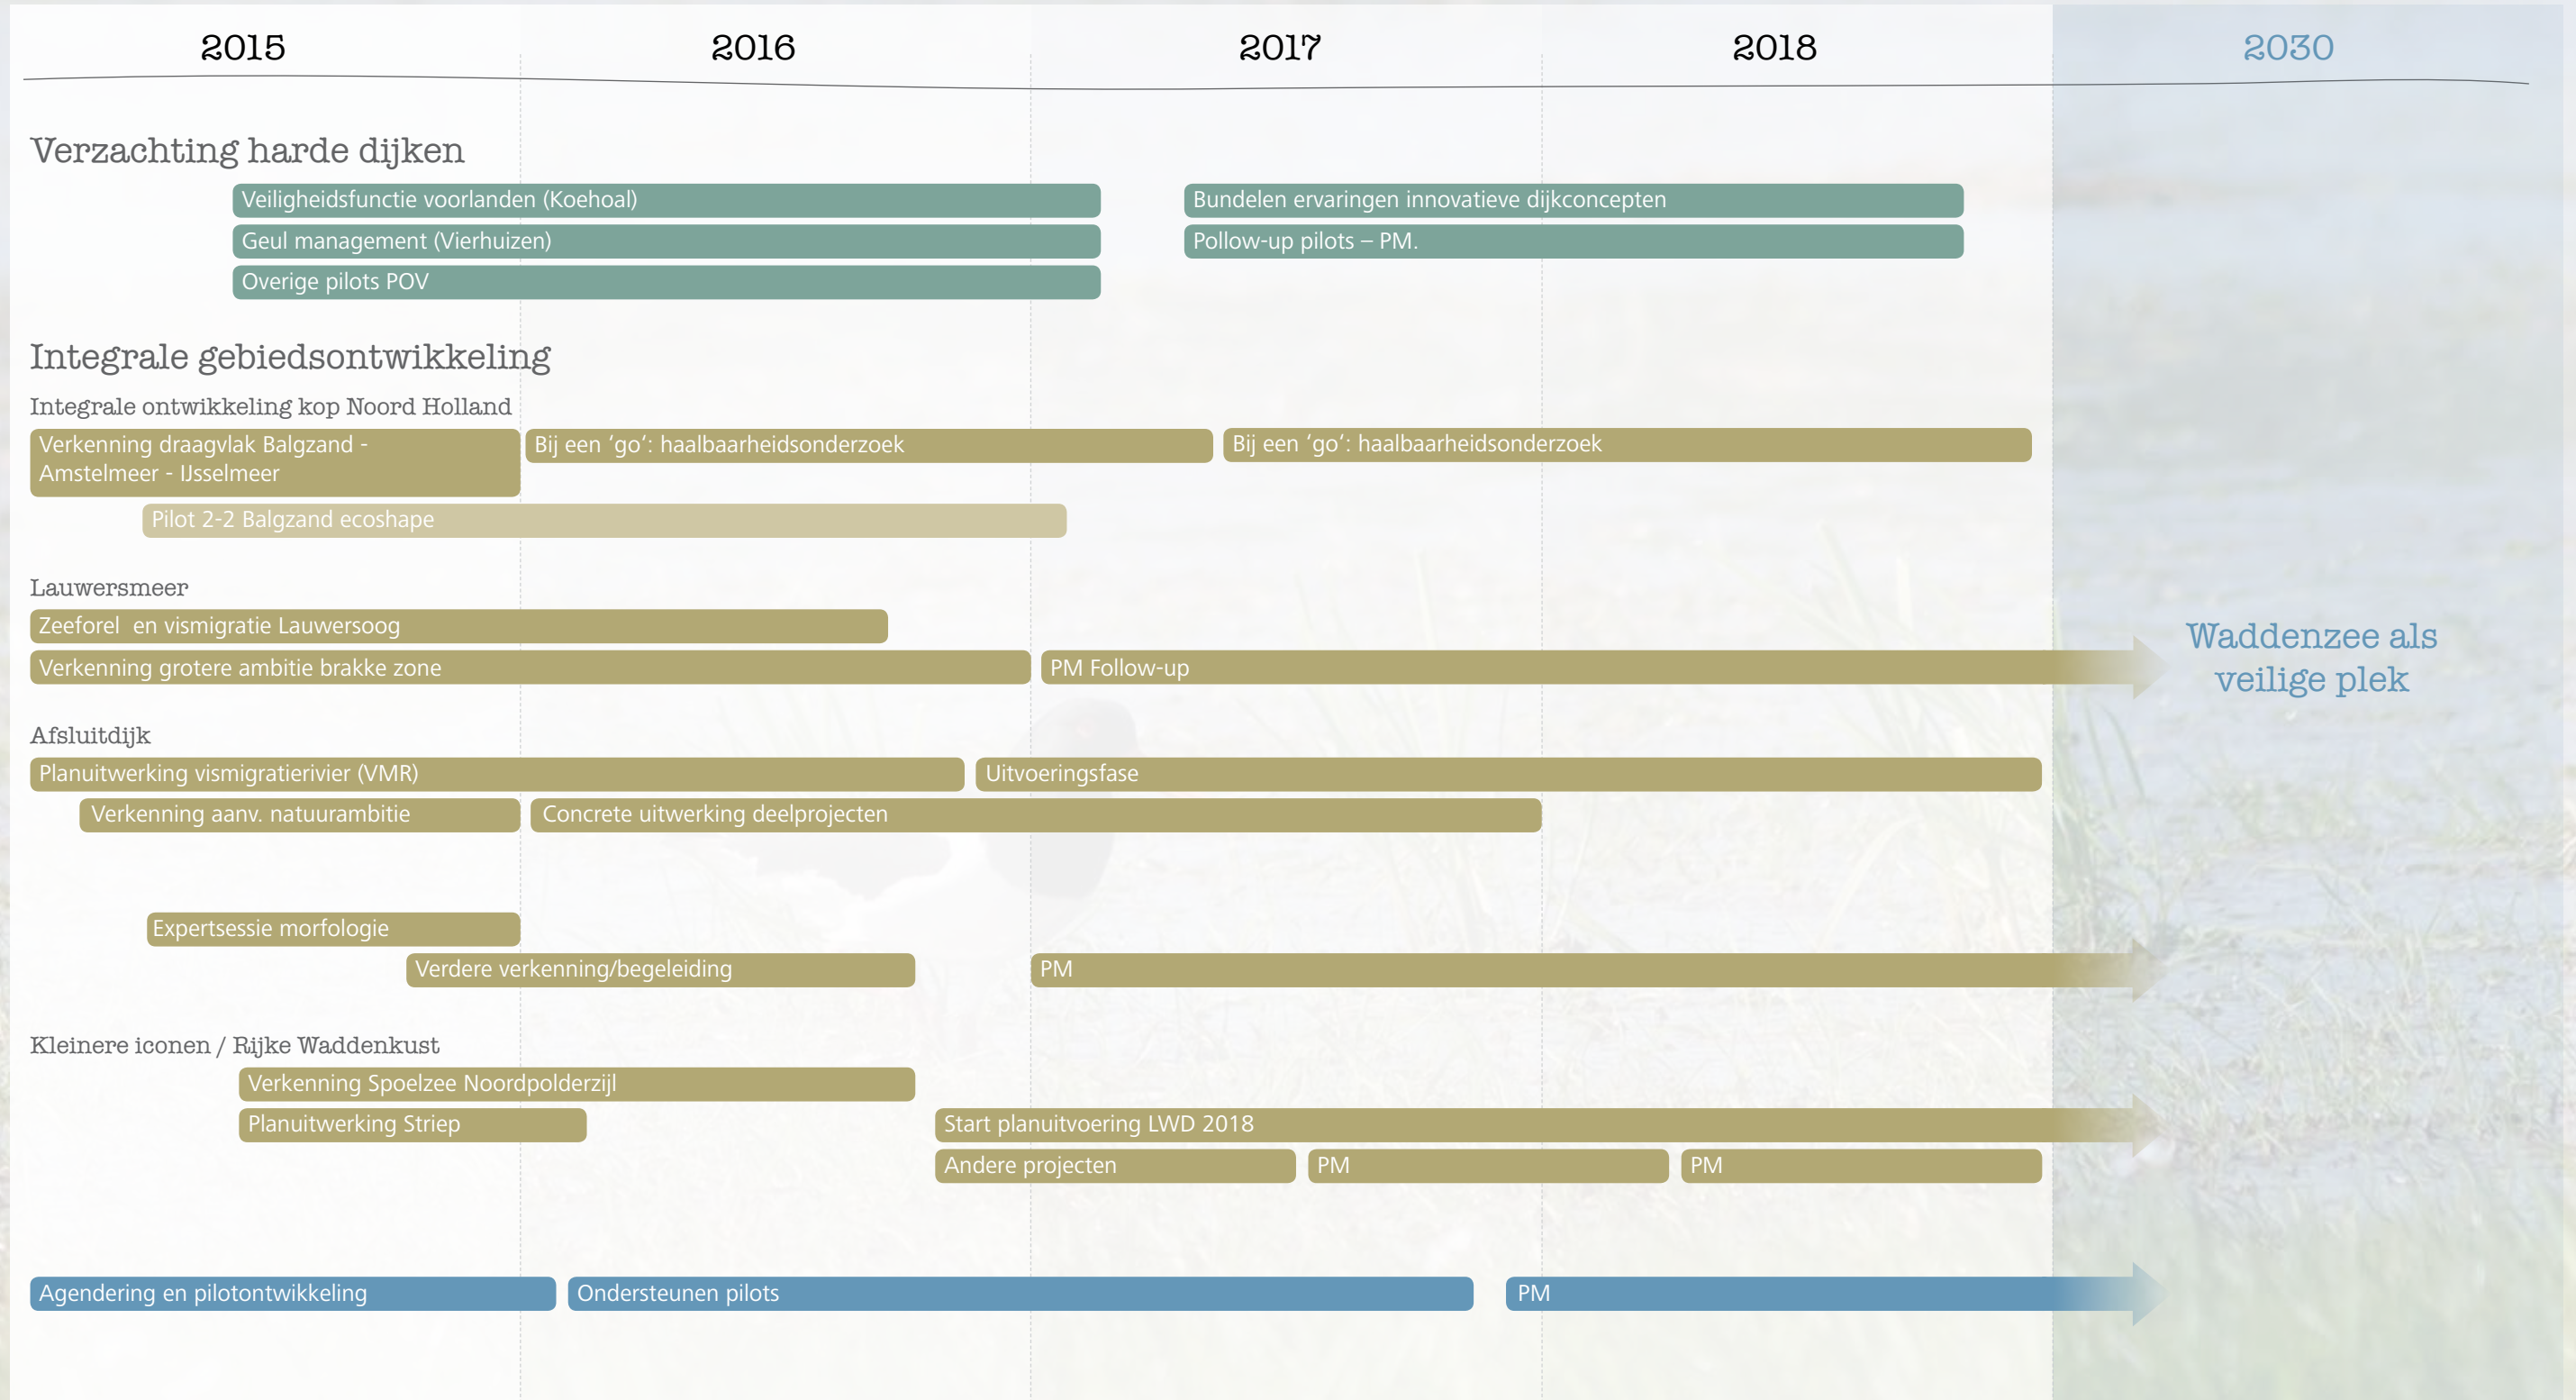 2015 2016 2017 2018 2030
Verzachting harde dijken
Veiligheidsfunctie voorlanden (Koehoal)
Bundelen ervaringen innovatieve dijkconcepten
Geul management (Vierhuizen)
Pollow-up pilots – PM.
Overige pilots POV
Integrale gebiedsontwikkeling
Integrale ontwikkeling kop Noord Holland
Verkenning draagvlak Balgzand -
Amstelmeer - IJsselmeer
Bij een ‘go’: haalbaarheidsonderzoek
Bij een ‘go’: haalbaarheidsonderzoek
Pilot 2-2 Balgzand ecoshape
Lauwersmeer
Zeeforel en vismigratie Lauwersoog
Verkenning grotere ambitie brakke zone
PM Follow-up
Waddenzee als
veilige plek
Afsluitdijk
Planuitwerking vismigratierivier (VMR)
Uitvoeringsfase
Verkenning aanv. natuurambitie
Concrete uitwerking deelprojecten
Expertsessie morfologie
Verdere verkenning/begeleiding
PM
Kleinere iconen / Rijke Waddenkust
Verkenning Spoelzee Noordpolderzijl
Planuitwerking Striep
Start planuitvoering LWD 2018
Andere projecten
PM
PM
Agendering en pilotontwikkeling
Ondersteunen pilots
PM